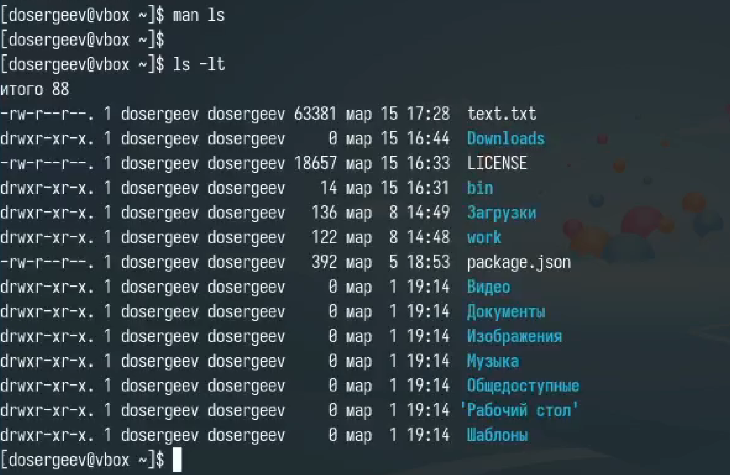 [dosergeev@vbox ~]$ man ls
[dosergeev@vbox ~]$
[dosergeev@vbox ~]$ ls -lt
итого 88
-rw-r--r--. 1 dosergeev dosergeev 63381 мар 15 17:28  text.txt
drwxr-xr-x. 1 dosergeev dosergeev     0 мар 15 16:44  Downloads
-rw-r--r--. 1 dosergeev dosergeev 18657 мар 15 16:33  LICENSE
drwxr-xr-x. 1 dosergeev dosergeev    14 мар 15 16:31  bin
drwxr-xr-x. 1 dosergeev dosergeev   136 мар  8 14:49  Загрузки
drwxr-xr-x. 1 dosergeev dosergeev   122 мар  8 14:48  work
-rw-r--r--. 1 dosergeev dosergeev   392 мар  5 18:53  package.json
drwxr-xr-x. 1 dosergeev dosergeev     0 мар  1 19:14  Видео
drwxr-xr-x. 1 dosergeev dosergeev     0 мар  1 19:14  Документы
drwxr-xr-x. 1 dosergeev dosergeev     0 мар  1 19:14  Изображения
drwxr-xr-x. 1 dosergeev dosergeev     0 мар  1 19:14  Музыка
drwxr-xr-x. 1 dosergeev dosergeev     0 мар  1 19:14  Общедоступные
drwxr-xr-x. 1 dosergeev dosergeev     0 мар  1 19:14 'Рабочий стол'
drwxr-xr-x. 1 dosergeev dosergeev     0 мар  1 19:14  Шаблоны
[dosergeev@vbox ~]$